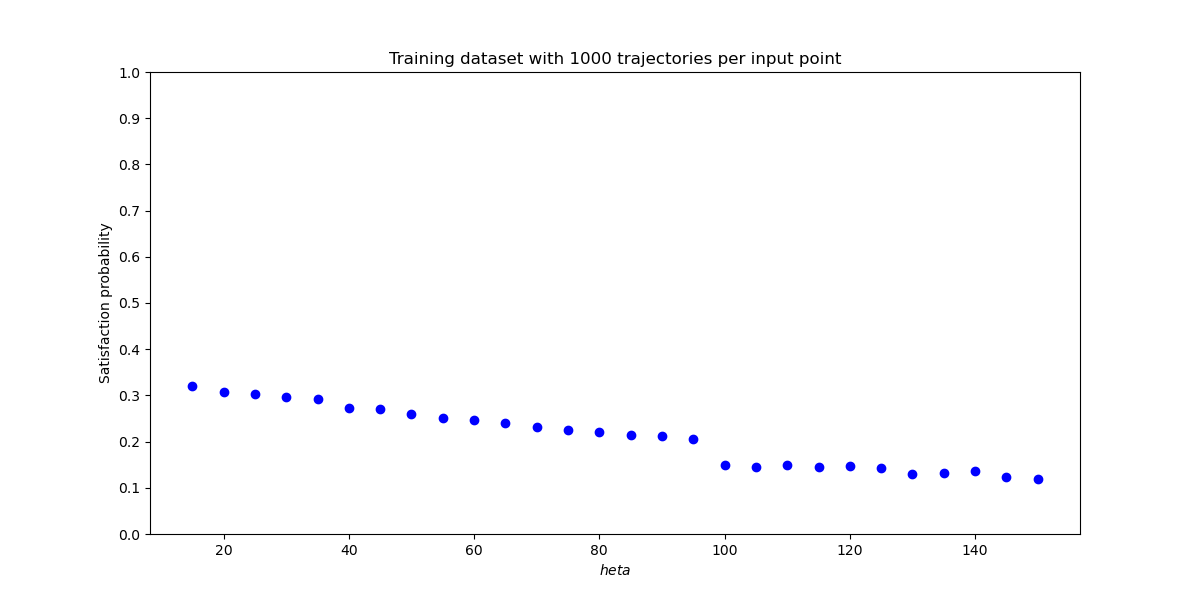 Training dataset with 1000 trajectories per input point
1.0
0.9
0.8
0.7
0.6
0.5
0.4
0.3
0.2
0.1
0.0
Satisfaction probability
20 40 60 80 100 120 140
heta